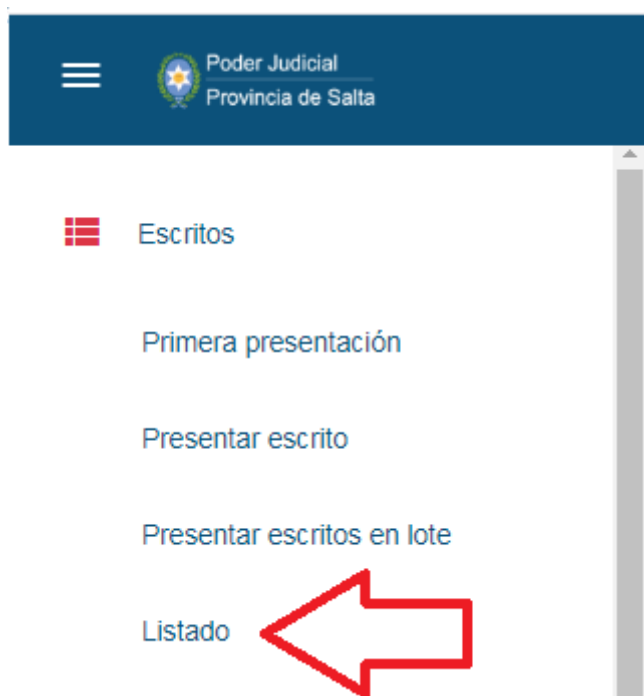 Poder Judicial
Provincia de Salta
Escritos
Primera presentación
Presentar escrito
Presentar escritos en lote
Listado